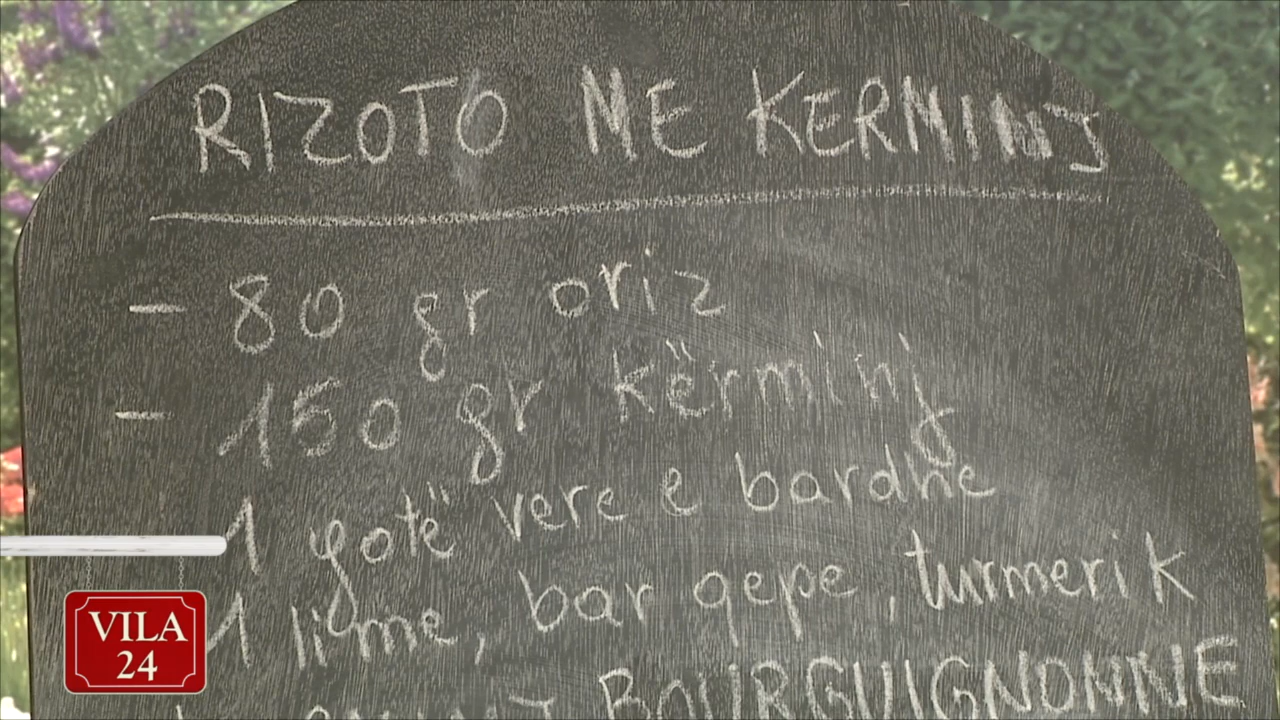 RIZOTO ME KERMINJ
- 80 gr oriz
- 150 gr kërminj
1 gotë vere e bardhe
1 lime, bar qepe, turmerik
BOURGUIGNONNE
VILA
24